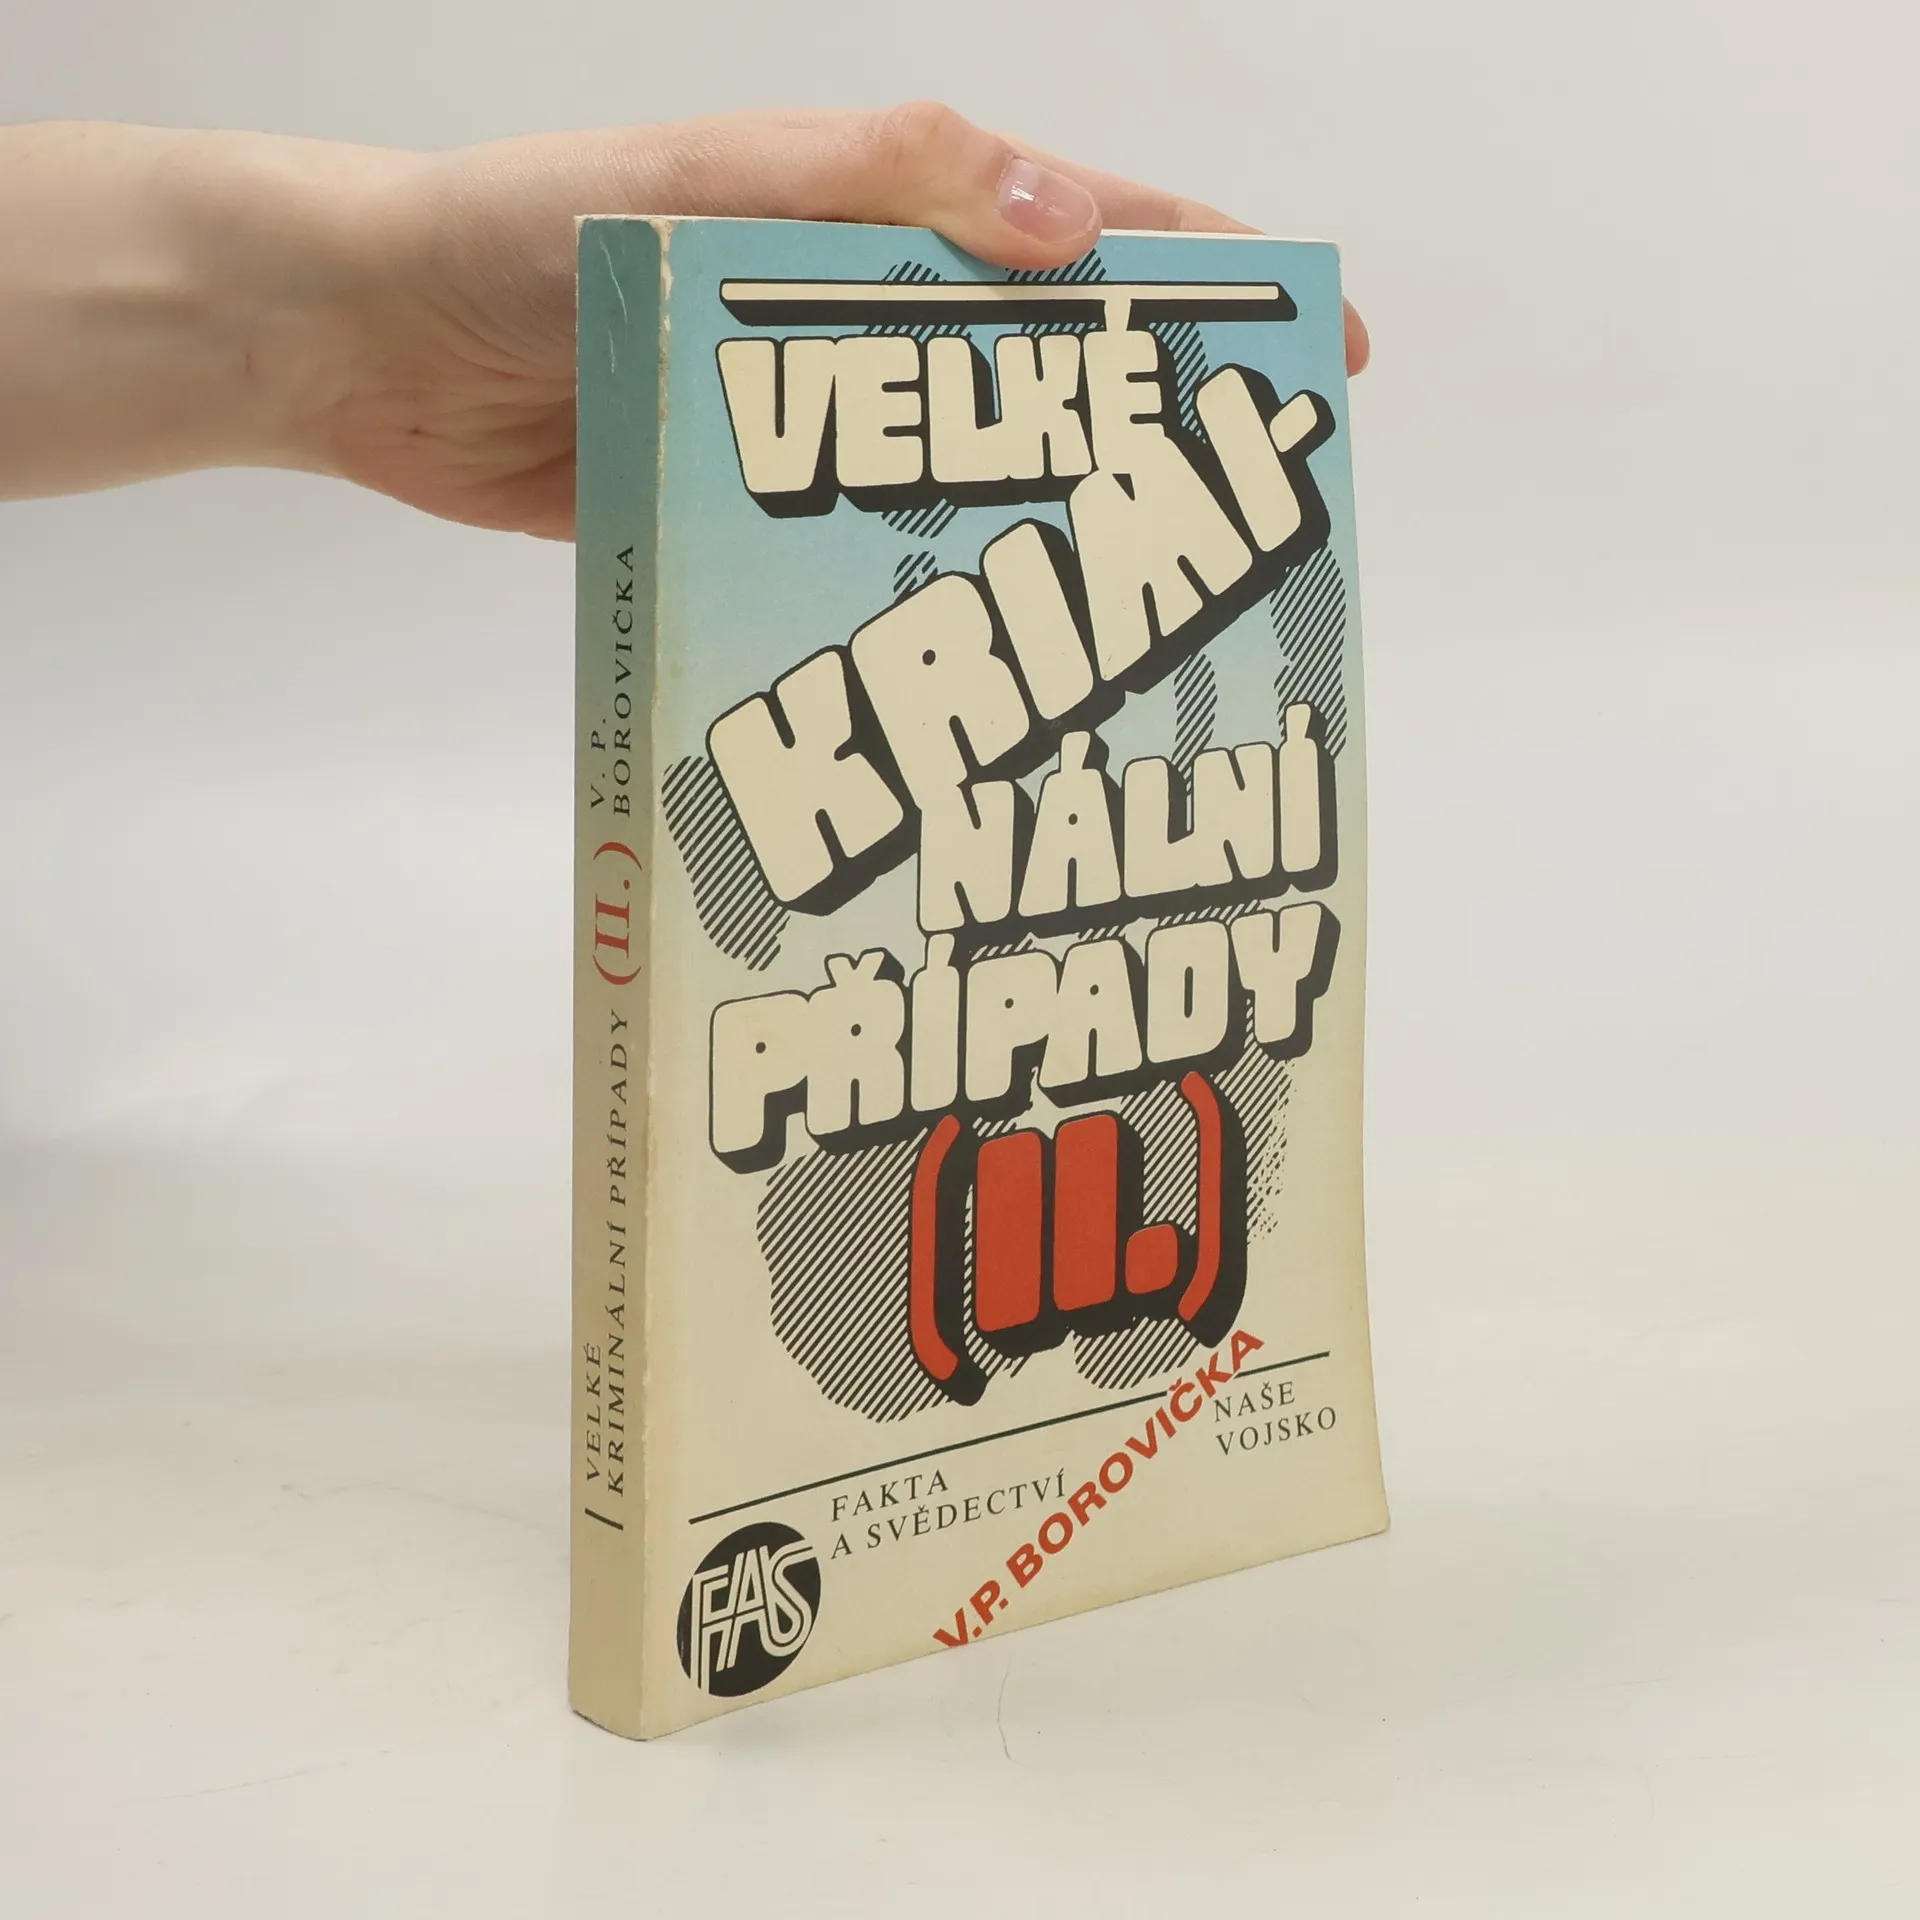 VELKÉ
KRIMI-
NÁLNÍ
PŘÍPADY
(II.)
V.P. BOROVIČKA
NAŠE
VOJSKO
FAKTA
A SVĚDECTVÍ
FAS
V. P.
BOROVIČKA
(II.)
VELKÉ
KRIMINÁLNÍ PŘÍPADY